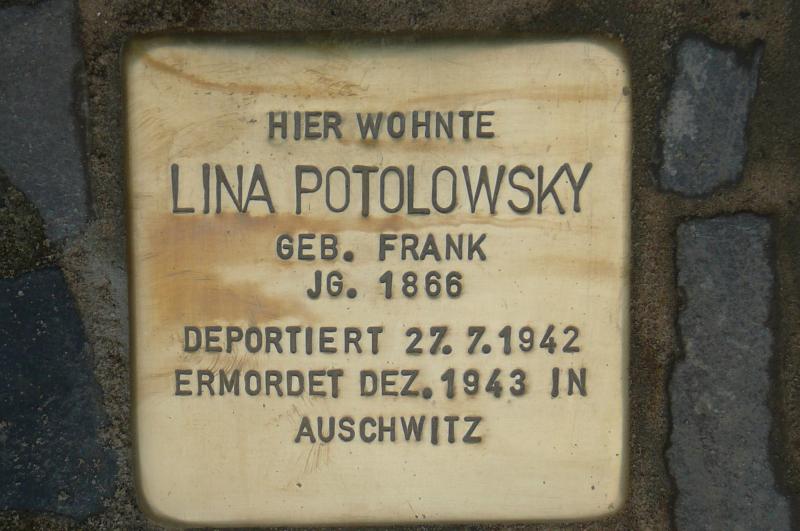 HIER WOHNTE
LINA POTOLOWSKY
GEB. FRANK
JG. 1866
DEPORTIERT 27.7.1942
ERMORDET DEZ. 1943 IN
AUSCHWITZ